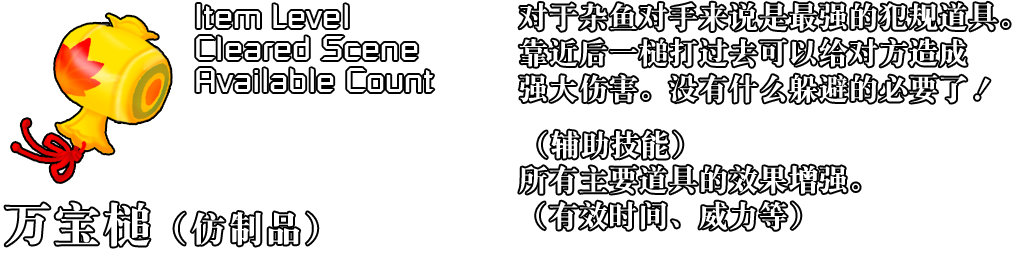 Item Level
Cleared Scene
Available Count
万宝槌（仿制品）
对于杂鱼对手来说是最强的犯规道具。
靠近后一槌打过去可以给对方造成
强大伤害。没有什么躲避的必要了！
（辅助技能）
所有主要道具的效果增强。
（有效时间、威力等）